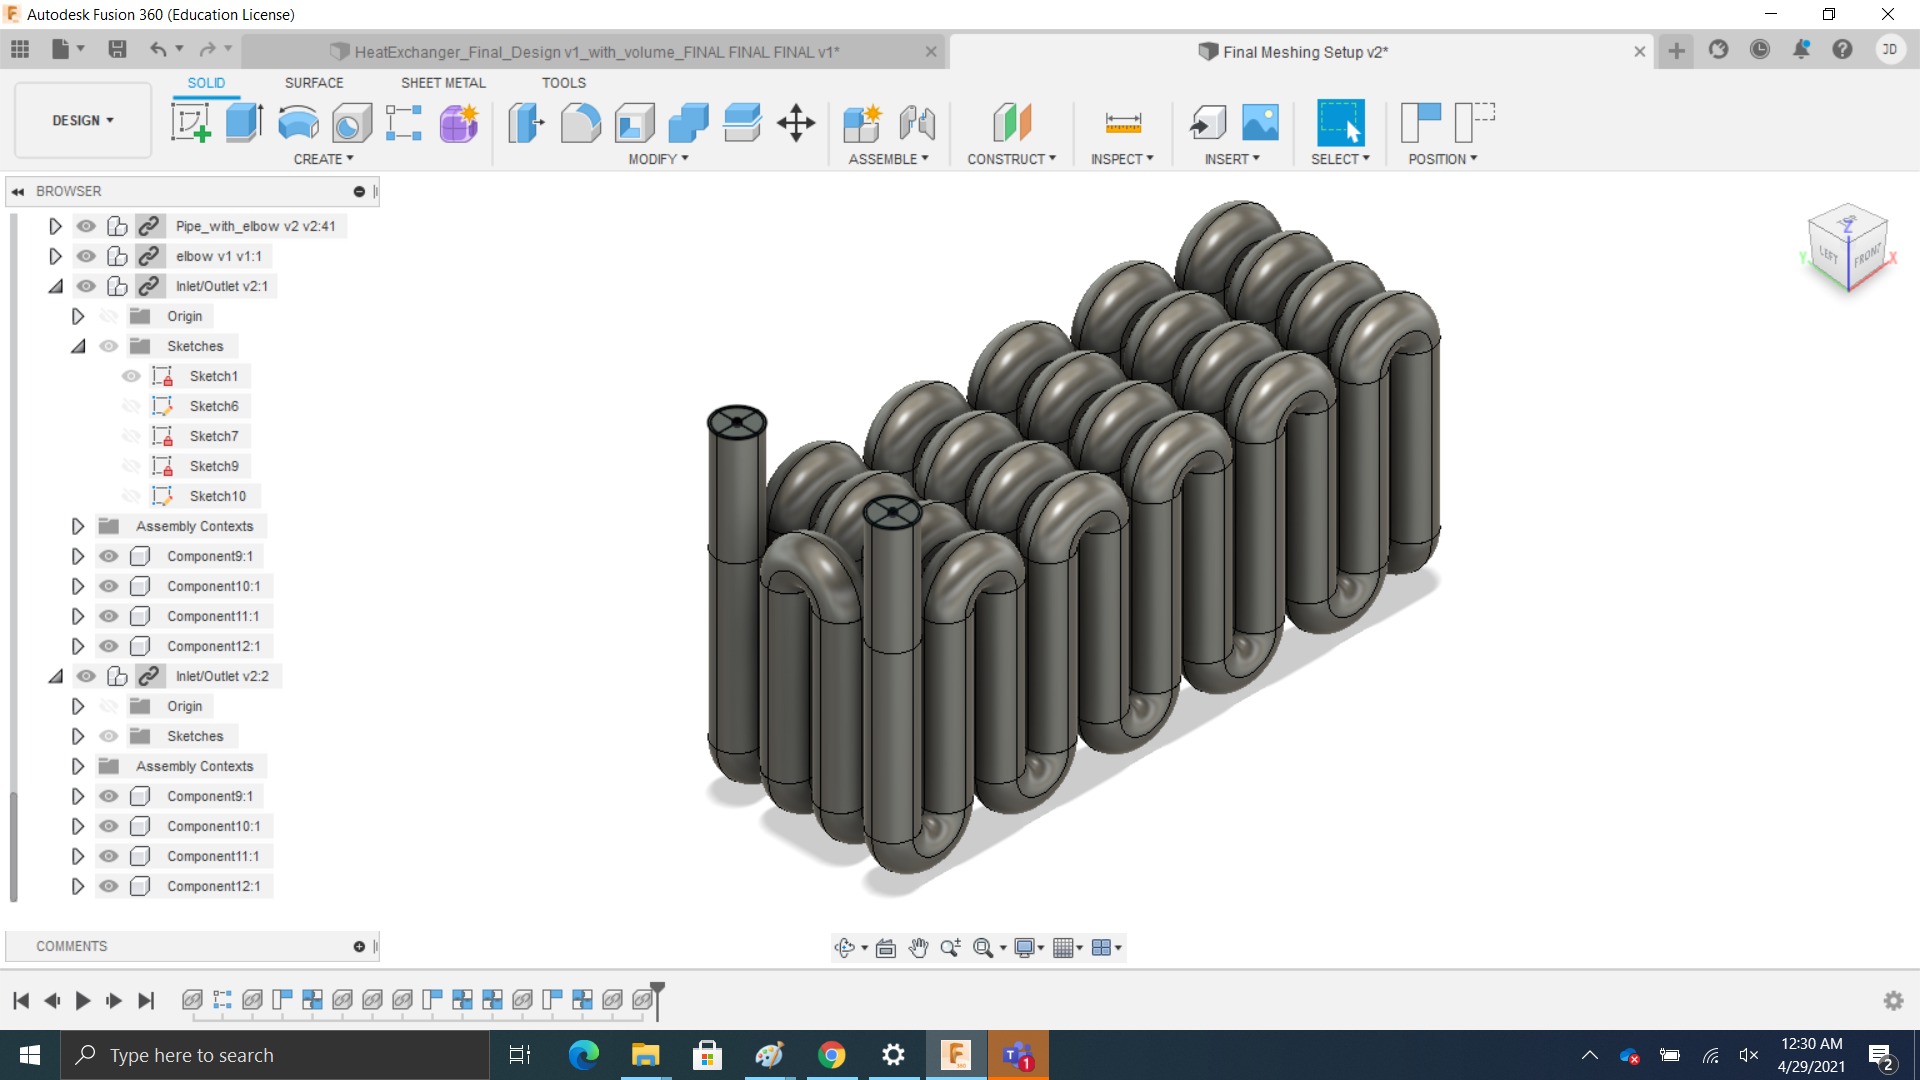 Autodesk Fusion 360 (Education License)
HeatExchanger_Final_Design v1_with_volume_FINAL FINAL FINAL v1*
Final Meshing Setup v2*
JD
SOLID
SURFACE
SHEET METAL
TOOLS
DESIGN
CREATE
MODIFY
ASSEMBLE
CONSTRUCT
INSPECT
INSERT
SELECT
POSITION
BROWSER
Pipe_with_elbow v2 v2:41
elbow v1 v1:1
Inlet/Outlet v2:1
Origin
Sketches
Sketch1
Sketch6
Sketch7
Sketch9
Sketch10
Assembly Contexts
Component9:1
Component10:1
Component11:1
Component12:1
Inlet/Outlet v2:2
Origin
Sketches
Assembly Contexts
Component9:1
Component10:1
Component11:1
Component12:1
TOP
Z
Y
LEFT
FRONT
X
COMMENTS
Type here to search
1
12:30 AM
4/29/2021
2